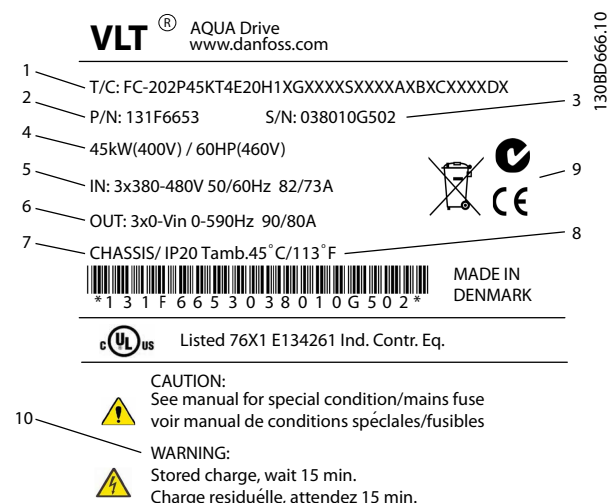 VLT ® AQUA Drive
www.danfoss.com
130BD666.10
1
T/C: FC-202P45KT4E20H1XGXXXXSXXXXAXBXCXXXXDX
2
P/N: 131F6653 S/N: 038010G502
3
4
45kW(400V) / 60HP(460V)
5
IN: 3x380-480V 50/60Hz 82/73A
9
CE
6
OUT: 3x0-Vin 0-590Hz 90/80A
7
CHASSIS/ IP20 Tamb.45˚C/113˚F
8
*131F6653038010G502*
MADE IN
DENMARK
c UL us Listed 76X1 E134261 Ind. Contr. Eq.
CAUTION:
See manual for special condition/mains fuse
voir manual de conditions spéclales/fusibles
10
WARNING:
Stored charge, wait 15 min.
Charge residuélle, attendez 15 min.